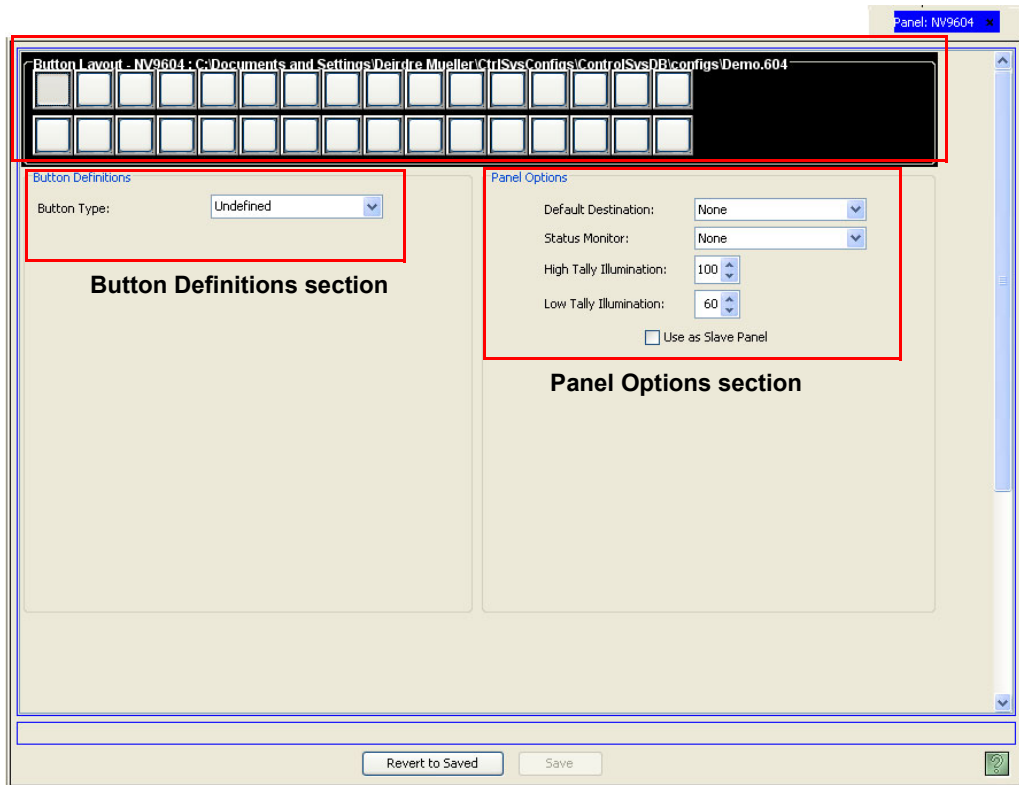 Panel: NV9604 ×
Button Layout - NV9604 : C:\Documents and Settings\Deirdre Mueller\CtrlSysConfigs\ControlSysDB\configs\Demo.604
Button Definitions
Button Type:
Undefined
Button Definitions section
Panel Options
Default Destination:
None
Status Monitor:
None
High Tally Illumination:
100
Low Tally Illumination:
60
Use as Slave Panel
Panel Options section
Revert to Saved
Save
?